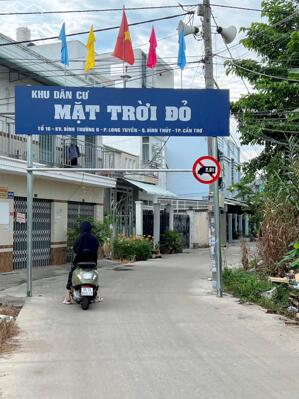 KHU DÂN CƯ
MẶT TRỜI ĐỎ
TỔ 16 - KV. BÌNH THƯỜNG B - P. LONG TUYỀN - Q. BÌNH THỦY - TP. CẦN THƠ